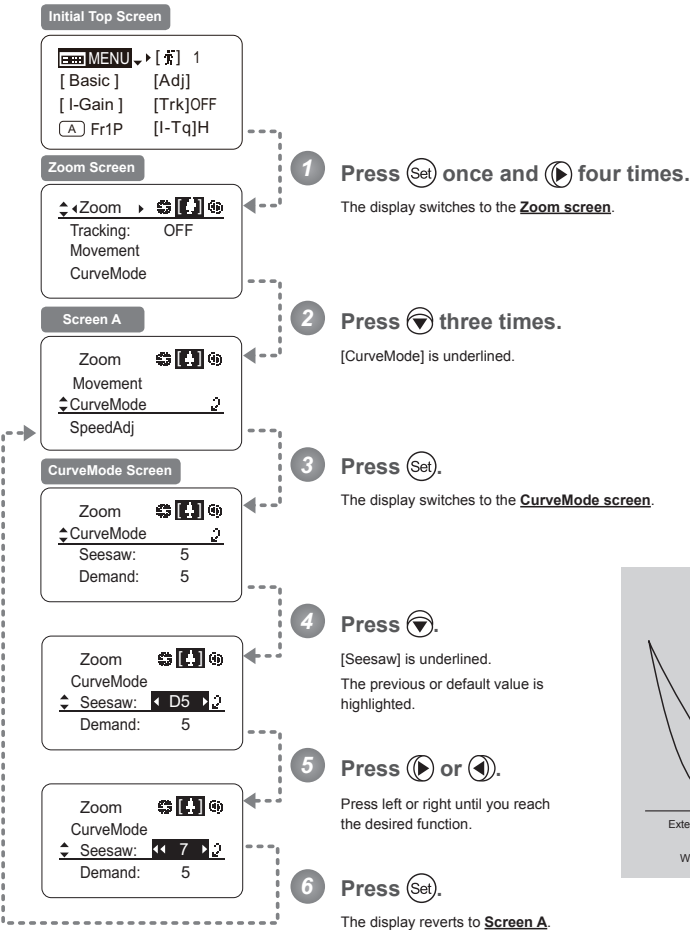 Initial Top Screen
MENU [ ] 1
[ Basic ] [Adj]
[ I-Gain ] [Trk]OFF
A Fr1P [I-Tq]H
Zoom Screen
Zoom
Tracking: OFF
Movement
CurveMode
1 Press Set once and four times.
The display switches to the Zoom screen.
Screen A
Zoom
Movement
CurveMode
SpeedAdj
2 Press three times.
[CurveMode] is underlined.
CurveMode Screen
Zoom
CurveMode
Seesaw: 5
Demand: 5
3 Press Set.
The display switches to the CurveMode screen.
Zoom
CurveMode
Seesaw: D5
Demand: 5
4 Press .
[Seesaw] is underlined.
The previous or default value is
highlighted.
Zoom
CurveMode
Seesaw: 7
Demand: 5
5 Press or .
Press left or right until you reach
the desired function.
6 Press Set.
The display reverts to Screen A.